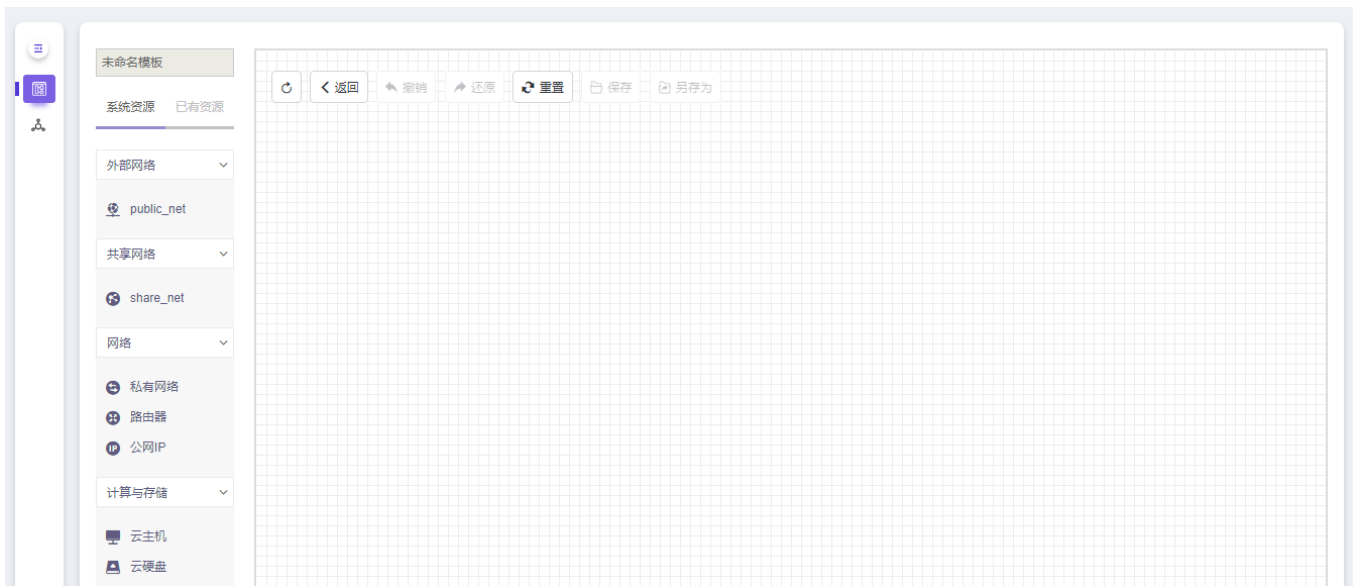 未命名模板
系统资源 已有资源
返回 撤销 还原 重置 保存 另存为
外部网络
public_net
共享网络
share_net
网络
私有网络
路由器
公网IP
计算与存储
云主机
云硬盘